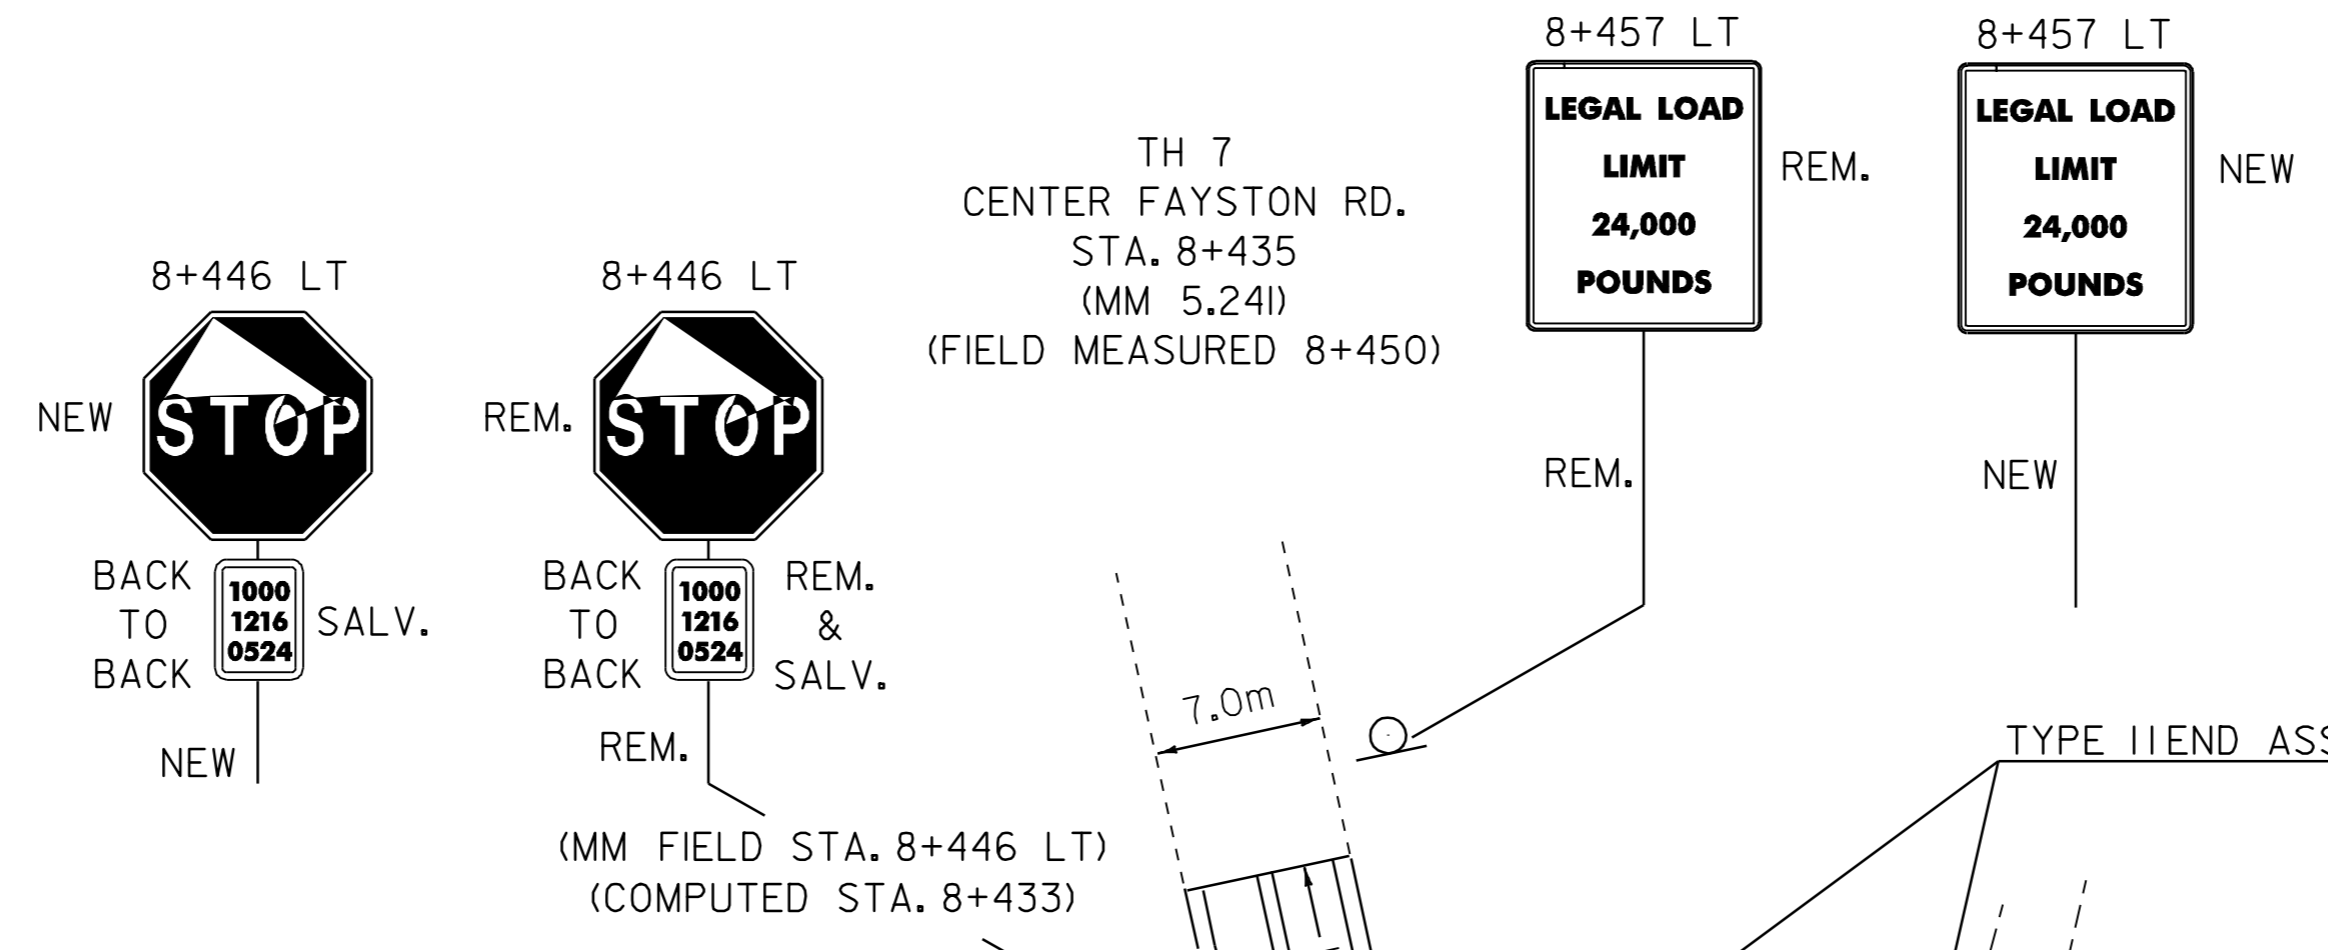 8+457 LT
LEGAL LOAD
LIMIT
24,000
POUNDS
REM.
REM.
8+457 LT
LEGAL LOAD
LIMIT
24,000
POUNDS
NEW
NEW
TH 7
CENTER FAYSTON RD.
STA. 8+435
(MM 5.241)
(FIELD MEASURED 8+450)
8+446 LT
NEW
STOP
BACK
TO
BACK
1000
1216
0524
SALV.
NEW
8+446 LT
REM.
STOP
BACK
TO
BACK
1000
1216
0524
REM.
&
SALV.
REM.
(MM FIELD STA. 8+446 LT)
(COMPUTED STA. 8+433)
7.0m
TYPE II END